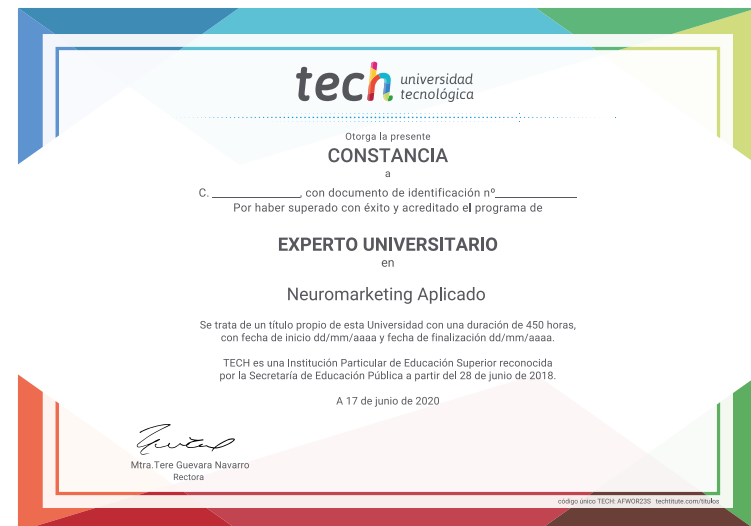 tech universidad
tecnológica
Otorga la presente
CONSTANCIA
a
C. ______________, con documento de identificación nº______________
Por haber superado con éxito y acreditado el programa de
EXPERTO UNIVERSITARIO
en
Neuromarketing Aplicado
Se trata de un título propio de esta Universidad con una duración de 450 horas,
con fecha de inicio dd/mm/aaaa y fecha de finalización dd/mm/aaaa.
TECH es una Institución Particular de Educación Superior reconocida
por la Secretaría de Educación Pública a partir del 28 de junio de 2018.
A 17 de junio de 2020
Mtra.Tere Guevara Navarro
Rectora
código único TECH: AFWOR23S techtitute.com/titulos